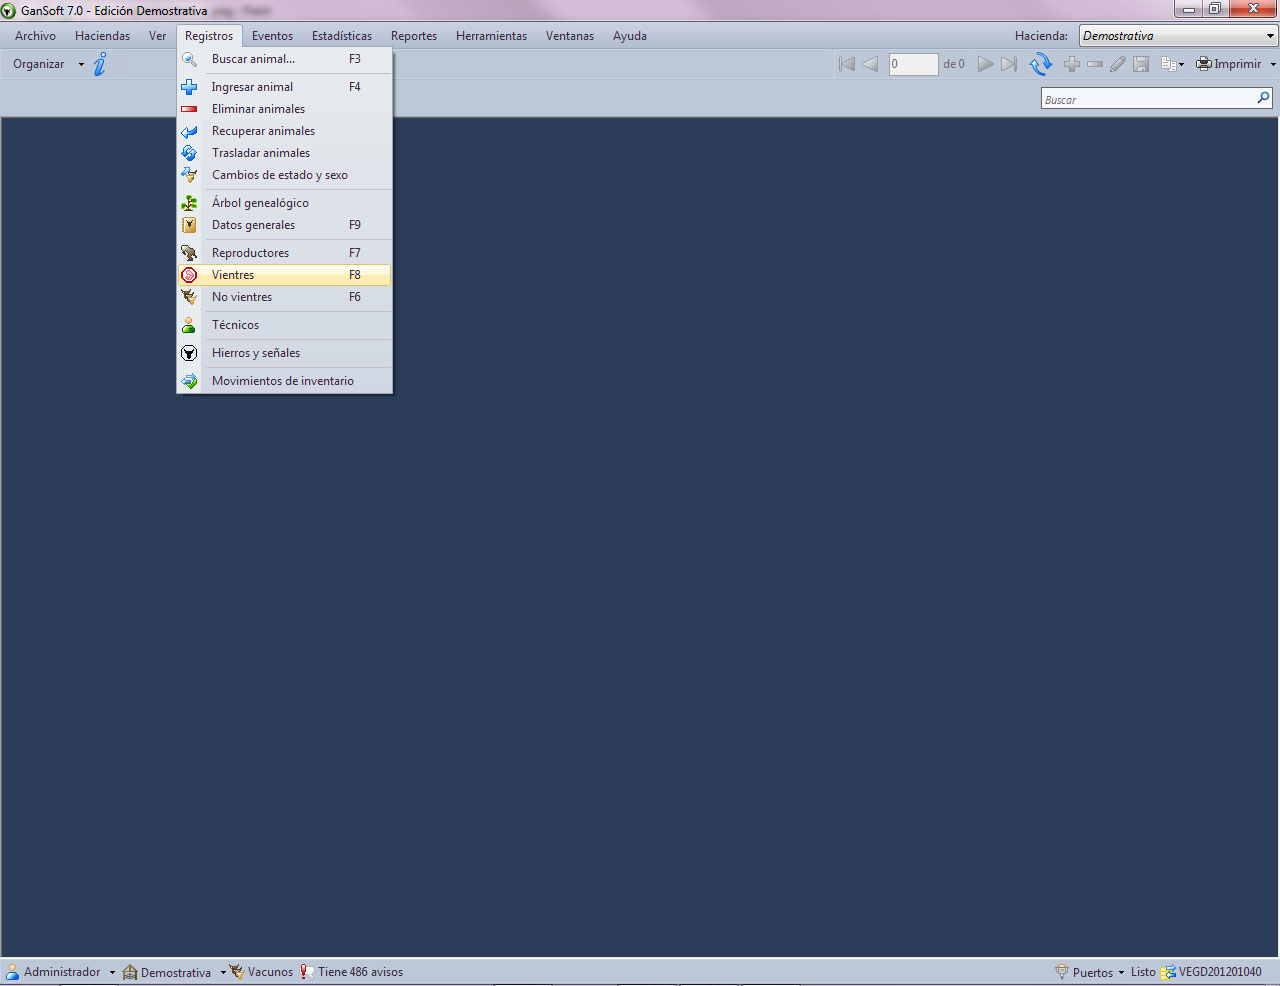 GanSoft 7.0 - Edición Demostrativa
Archivo Haciendas Ver Registros Eventos Estadísticas Reportes Herramientas Ventanas Ayuda Hacienda: Demostrativa
Organizar 0 de 0 Imprimir
Buscar
Buscar animal... F3
Ingresar animal F4
Eliminar animales
Recuperar animales
Trasladar animales
Cambios de estado y sexo
Árbol genealógico
Datos generales F9
Reproductores F7
Vientres F8
No vientres F6
Técnicos
Hierros y señales
Movimientos de inventario
Administrador Demostrativa Vacunos Tiene 486 avisos Puertos Listo VEGD201201040